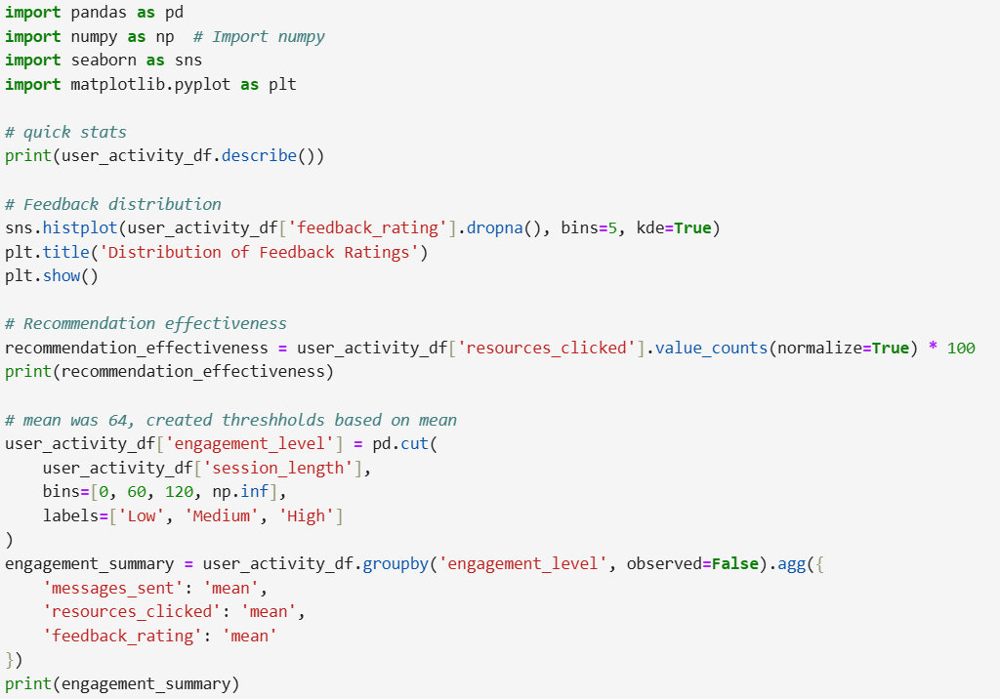 import pandas as pd
import numpy as np  # Import numpy
import seaborn as sns
import matplotlib.pyplot as plt

# quick stats
print(user_activity_df.describe())

# Feedback distribution
sns.histplot(user_activity_df['feedback_rating'].dropna(), bins=5, kde=True)
plt.title('Distribution of Feedback Ratings')
plt.show()

# Recommendation effectiveness
recommendation_effectiveness = user_activity_df['resources_clicked'].value_counts(normalize=True) * 100
print(recommendation_effectiveness)

# mean was 64, created threshholds based on mean
user_activity_df['engagement_level'] = pd.cut(
    user_activity_df['session_length'],
    bins=[0, 60, 120, np.inf],
    labels=['Low', 'Medium', 'High']
)
engagement_summary = user_activity_df.groupby('engagement_level', observed=False).agg({
    'messages_sent': 'mean',
    'resources_clicked': 'mean',
    'feedback_rating': 'mean'
})
print(engagement_summary)